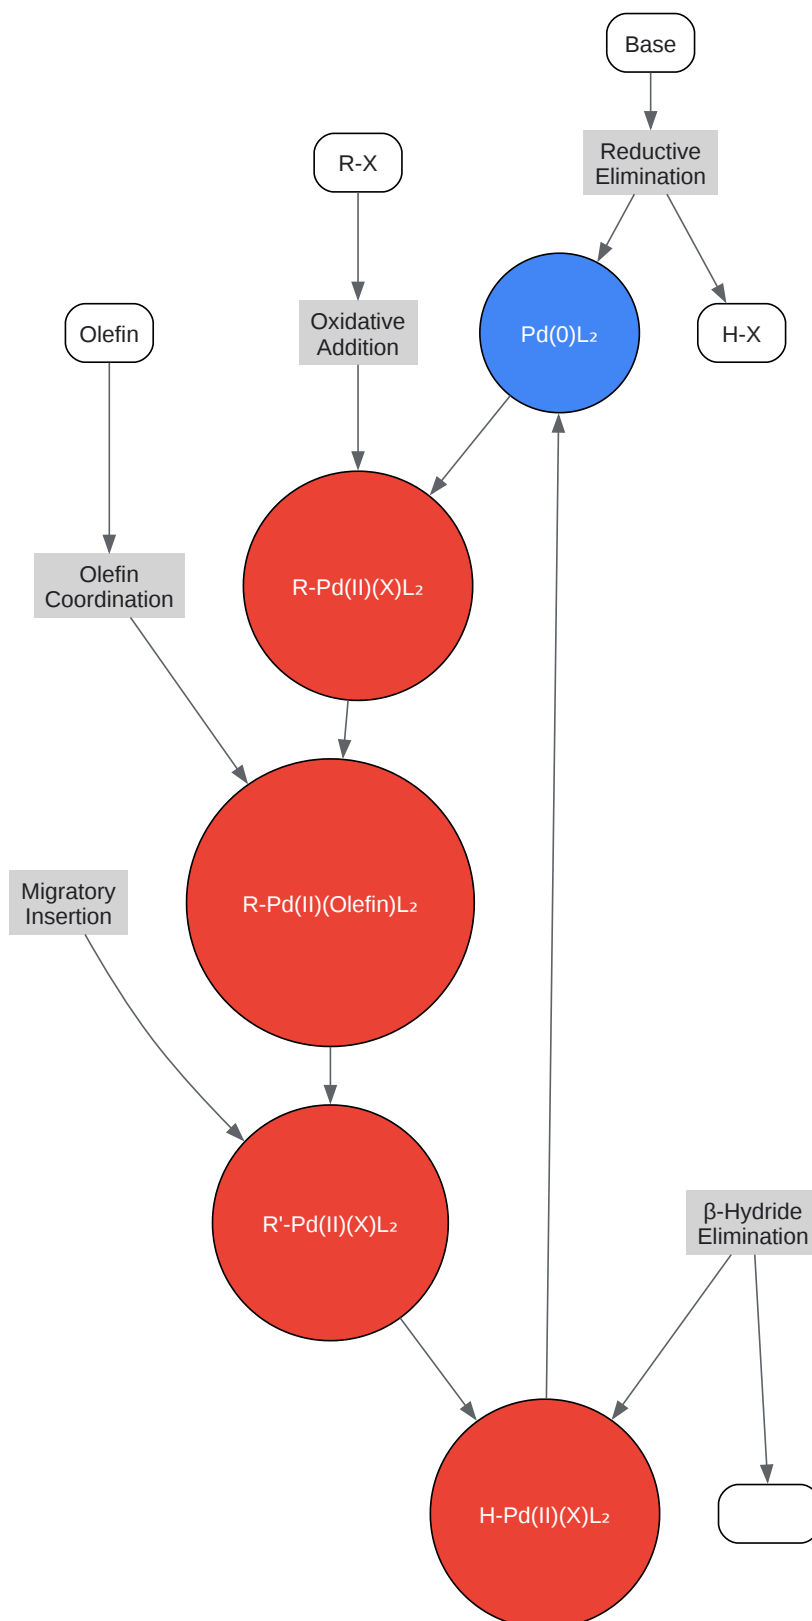 Base
Reductive
Elimination
R-X
Oxidative
Addition
Pd(0)L₂
H-X
Olefin
Olefin
Coordination
R-Pd(II)(X)L₂
Migratory
Insertion
R-Pd(II)(Olefin)L₂
R'-Pd(II)(X)L₂
β-Hydride
Elimination
H-Pd(II)(X)L₂